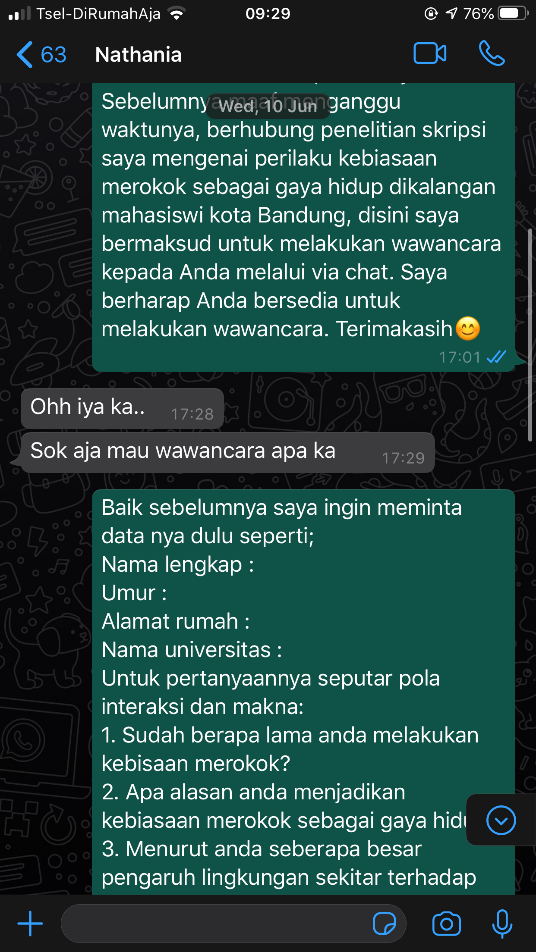 Tsel-DiRumahAja 09:29 76%
63 Nathania
Wed, 10 Jun
Sebelumnya maaf mengganggu
waktunya, berhubung penelitian skripsi
saya mengenai perilaku kebiasaan
merokok sebagai gaya hidup dikalangan
mahasiswi kota Bandung, disini saya
bermaksud untuk melakukan wawancara
kepada Anda melalui via chat. Saya
berharap Anda bersedia untuk
melakukan wawancara. Terimakasih😊
17:01
Ohh iya ka.. 17:28
Sok aja mau wawancara apa ka 17:29
Baik sebelumnya saya ingin meminta
data nya dulu seperti;
Nama lengkap :
Umur :
Alamat rumah :
Nama universitas :
Untuk pertanyaannya seputar pola
interaksi dan makna:
1. Sudah berapa lama anda melakukan
kebisaan merokok?
2. Apa alasan anda menjadikan
kebiasaan merokok sebagai gaya
3. Menurut anda seberapa besar
pengaruh lingkungan sekitar terhadap